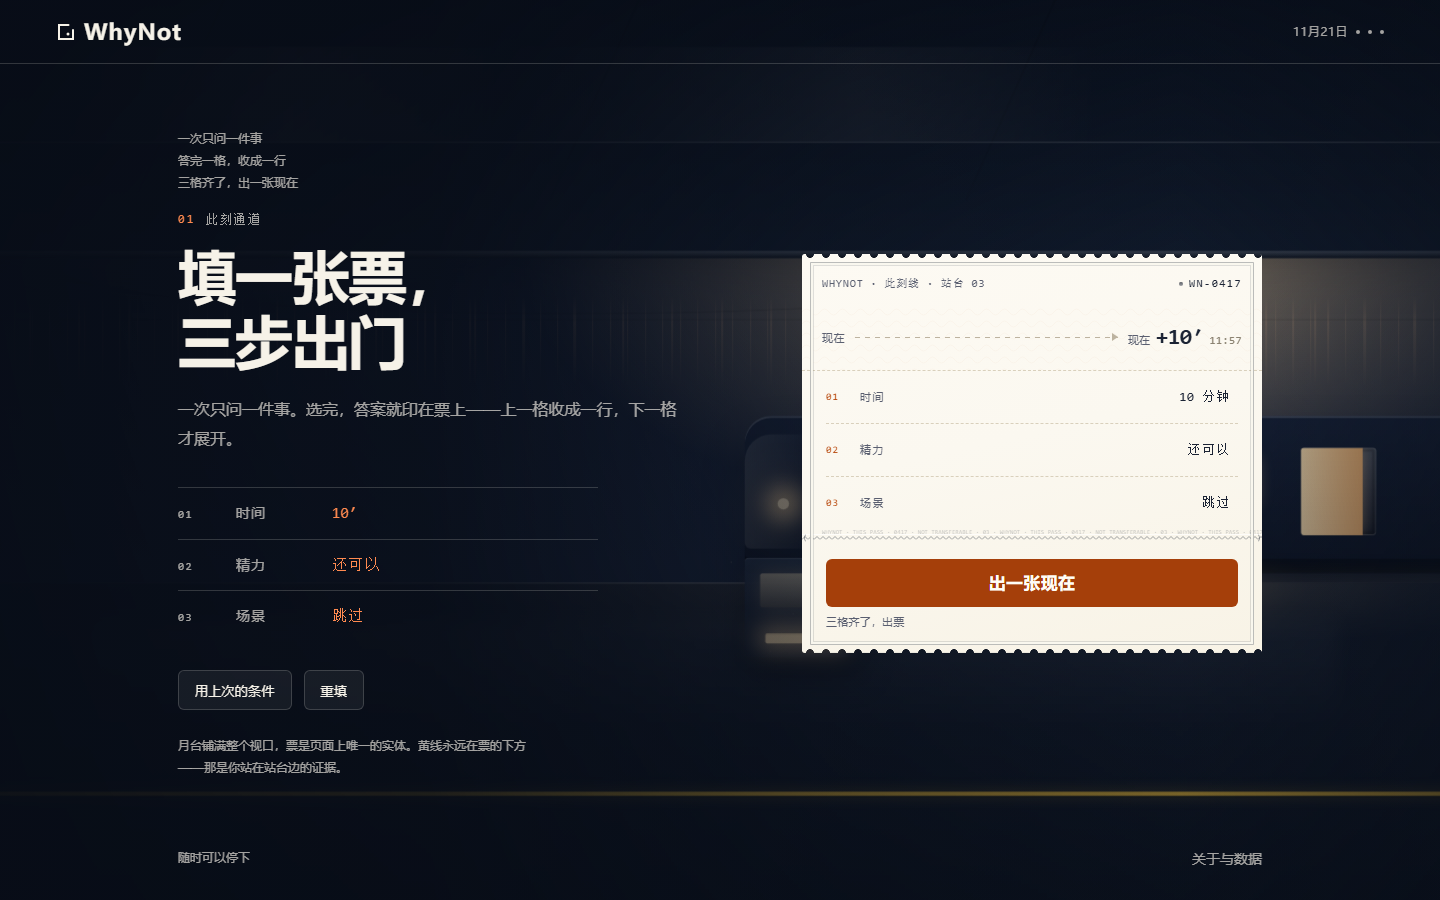 WhyNot
11月21日 • • •
一次只问一件事
答完一格，收成一行
三格齐了，出一张现在
01 此刻通道
填一张票，
三步出门
一次只问一件事。选完，答案就印在票上——上一格收成一行，下一格
才展开。
01 时间 10′
02 精力 还可以
03 场景 跳过
用上次的条件 重填
月台铺满整个视口，票是页面上唯一的实体。黄线永远在票的下方
——那是你站在站台边的证据。
WHYNOT · 此刻线 · 站台 03 • WN-0417
现在 现在 +10′ 11:57
01 时间 10 分钟
02 精力 还可以
03 场景 跳过
出一张现在
三格齐了，出票
随时可以停下 关于与数据